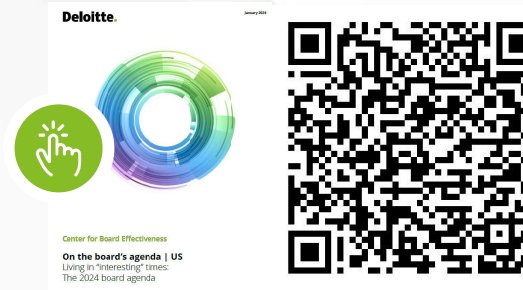 Deloitte.
January 2024
Center for Board Effectiveness
On the board's agenda | US
Living in "interesting" times:
The 2024 board agenda